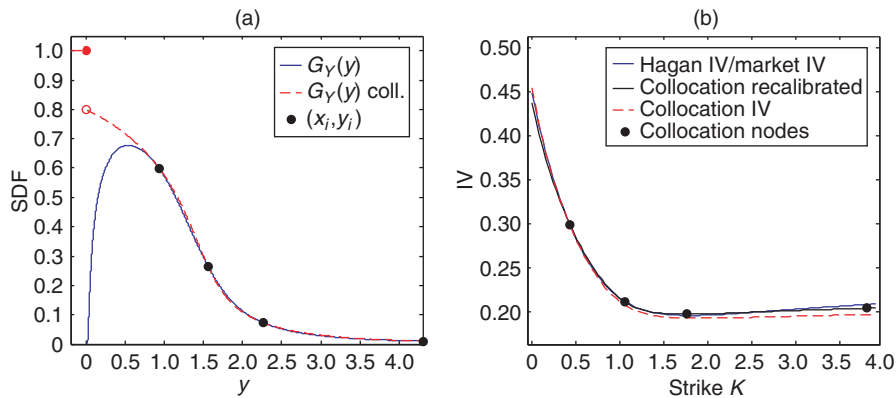 (a)
SDF
1.0
0.9
0.8
0.7
0.6
0.5
0.4
0.3
0.2
0.1
0
G_Y(y)
G_Y(y) coll.
(x_i,y_i)
0 0.5 1.0 1.5 2.0 2.5 3.0 3.5 4.0
y
(b)
IV
0.50
0.45
0.40
0.35
0.30
0.25
0.20
Hagan IV/market IV
Collocation recalibrated
Collocation IV
Collocation nodes
0 0.5 1.0 1.5 2.0 2.5 3.0 3.5 4.0
Strike K